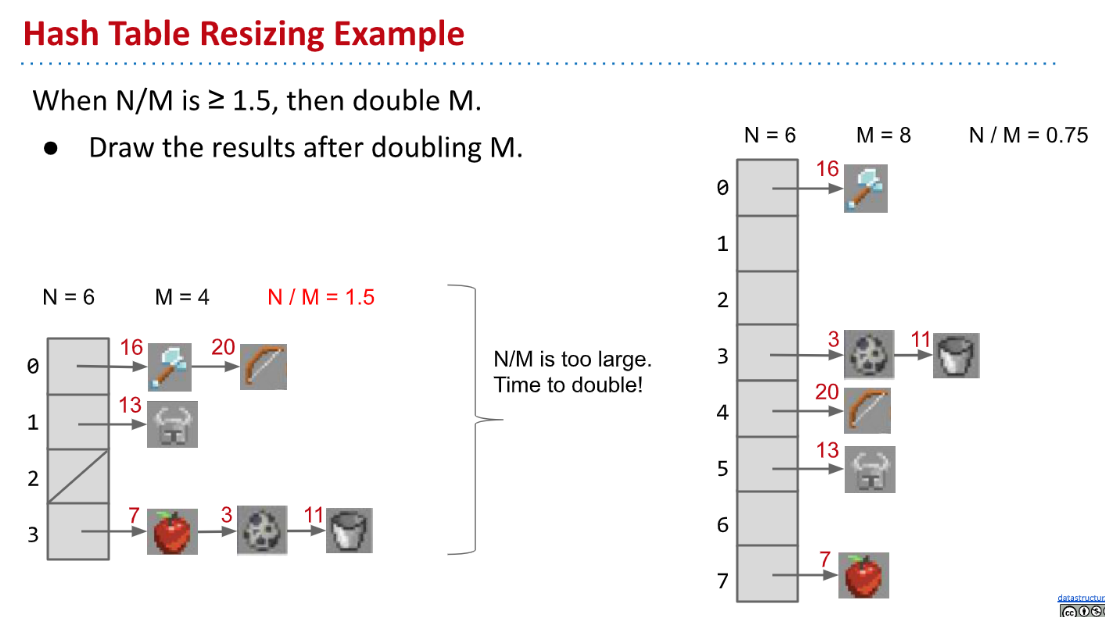 Hash Table Resizing Example
When N/M is ≥ 1.5, then double M.
● Draw the results after doubling M.
N = 6 M = 4 N / M = 1.5
0 16 20
1 13
2
3 7 3 11
N/M is too large.
Time to double!
N = 6 M = 8 N / M = 0.75
0 16
1
2
3 3 11
4 20
5 13
6
7 7
datastructur
cc